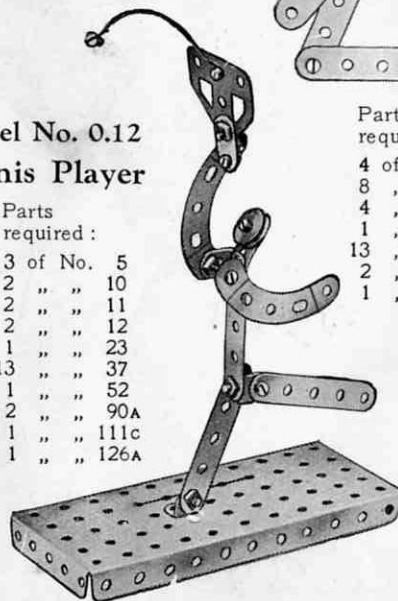 el No. 0.12
nis Player
Parts
required :
3 of No. 5
2 „ „ 10
2 „ „ 11
2 „ „ 12
1 „ „ 23
13 „ „ 37
1 „ „ 52
2 „ „ 90A
1 „ „ 111c
1 „ „ 126A
Part
requ
4 of
8 „
4 „
1 „
13 „
2 „
1 „